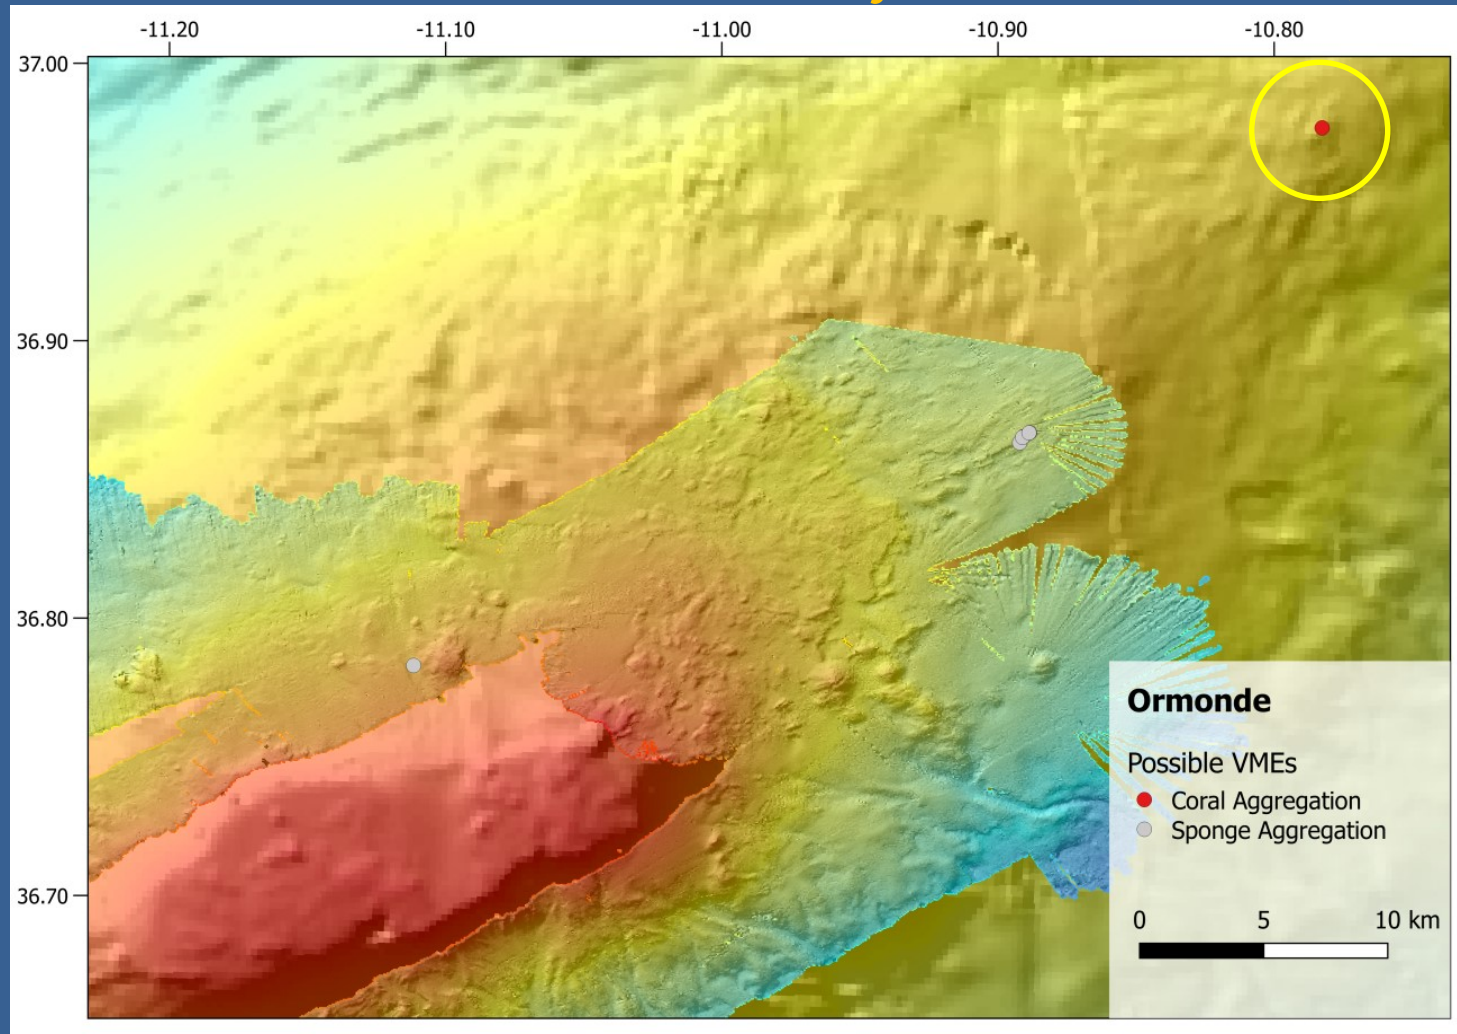 -11.20 -11.10 -11.00 -10.90 -10.80
37.00
36.90
36.80
36.70
Ormonde
Possible VMEs
Coral Aggregation
Sponge Aggregation
0 5 10 km